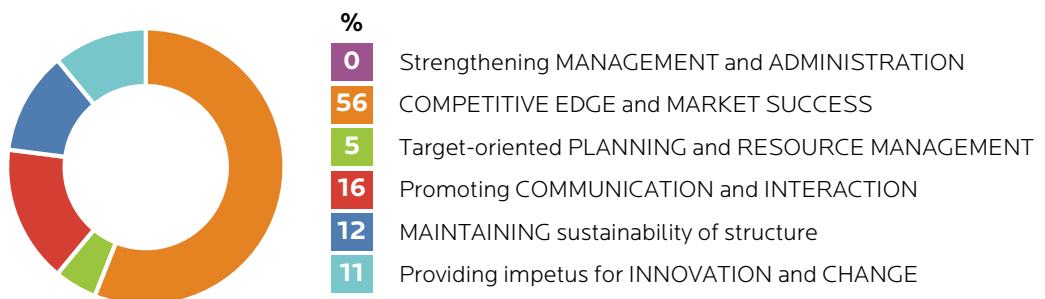 %
0 Strengthening MANAGEMENT and ADMINISTRATION
56 COMPETITIVE EDGE and MARKET SUCCESS
5 Target-oriented PLANNING and RESOURCE MANAGEMENT
16 Promoting COMMUNICATION and INTERACTION
12 MAINTAINING sustainability of structure
11 Providing impetus for INNOVATION and CHANGE